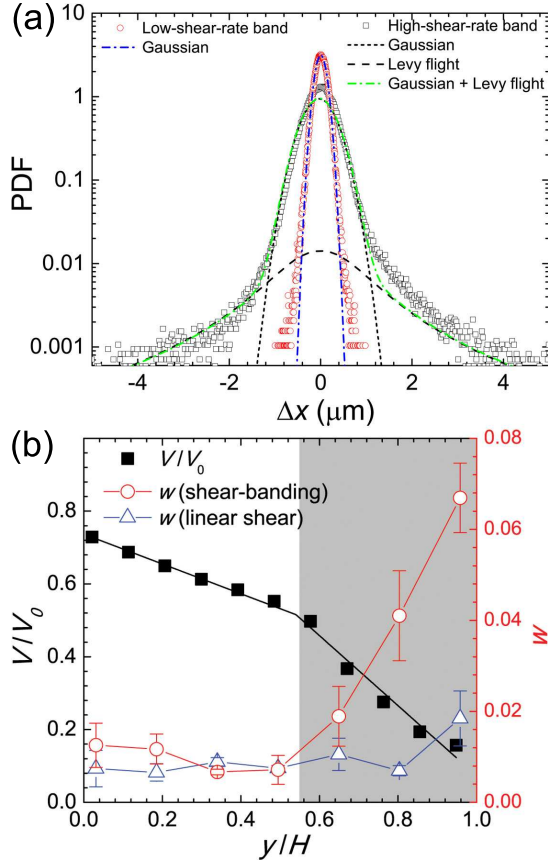 (a)
Low-shear-rate band
Gaussian
High-shear-rate band
Gaussian
Levy flight
Gaussian + Levy flight
PDF
1
0.1
0.01
0.001
-4 -2 0 2 4
Δx (μm)
(b)
V/V0
w (shear-banding)
w (linear shear)
V/V0
0.8
0.6
0.4
0.2
0.0
0.08
0.06
0.04
0.02
0.00
w
0.0 0.2 0.4 0.6 0.8 1.0
y/H